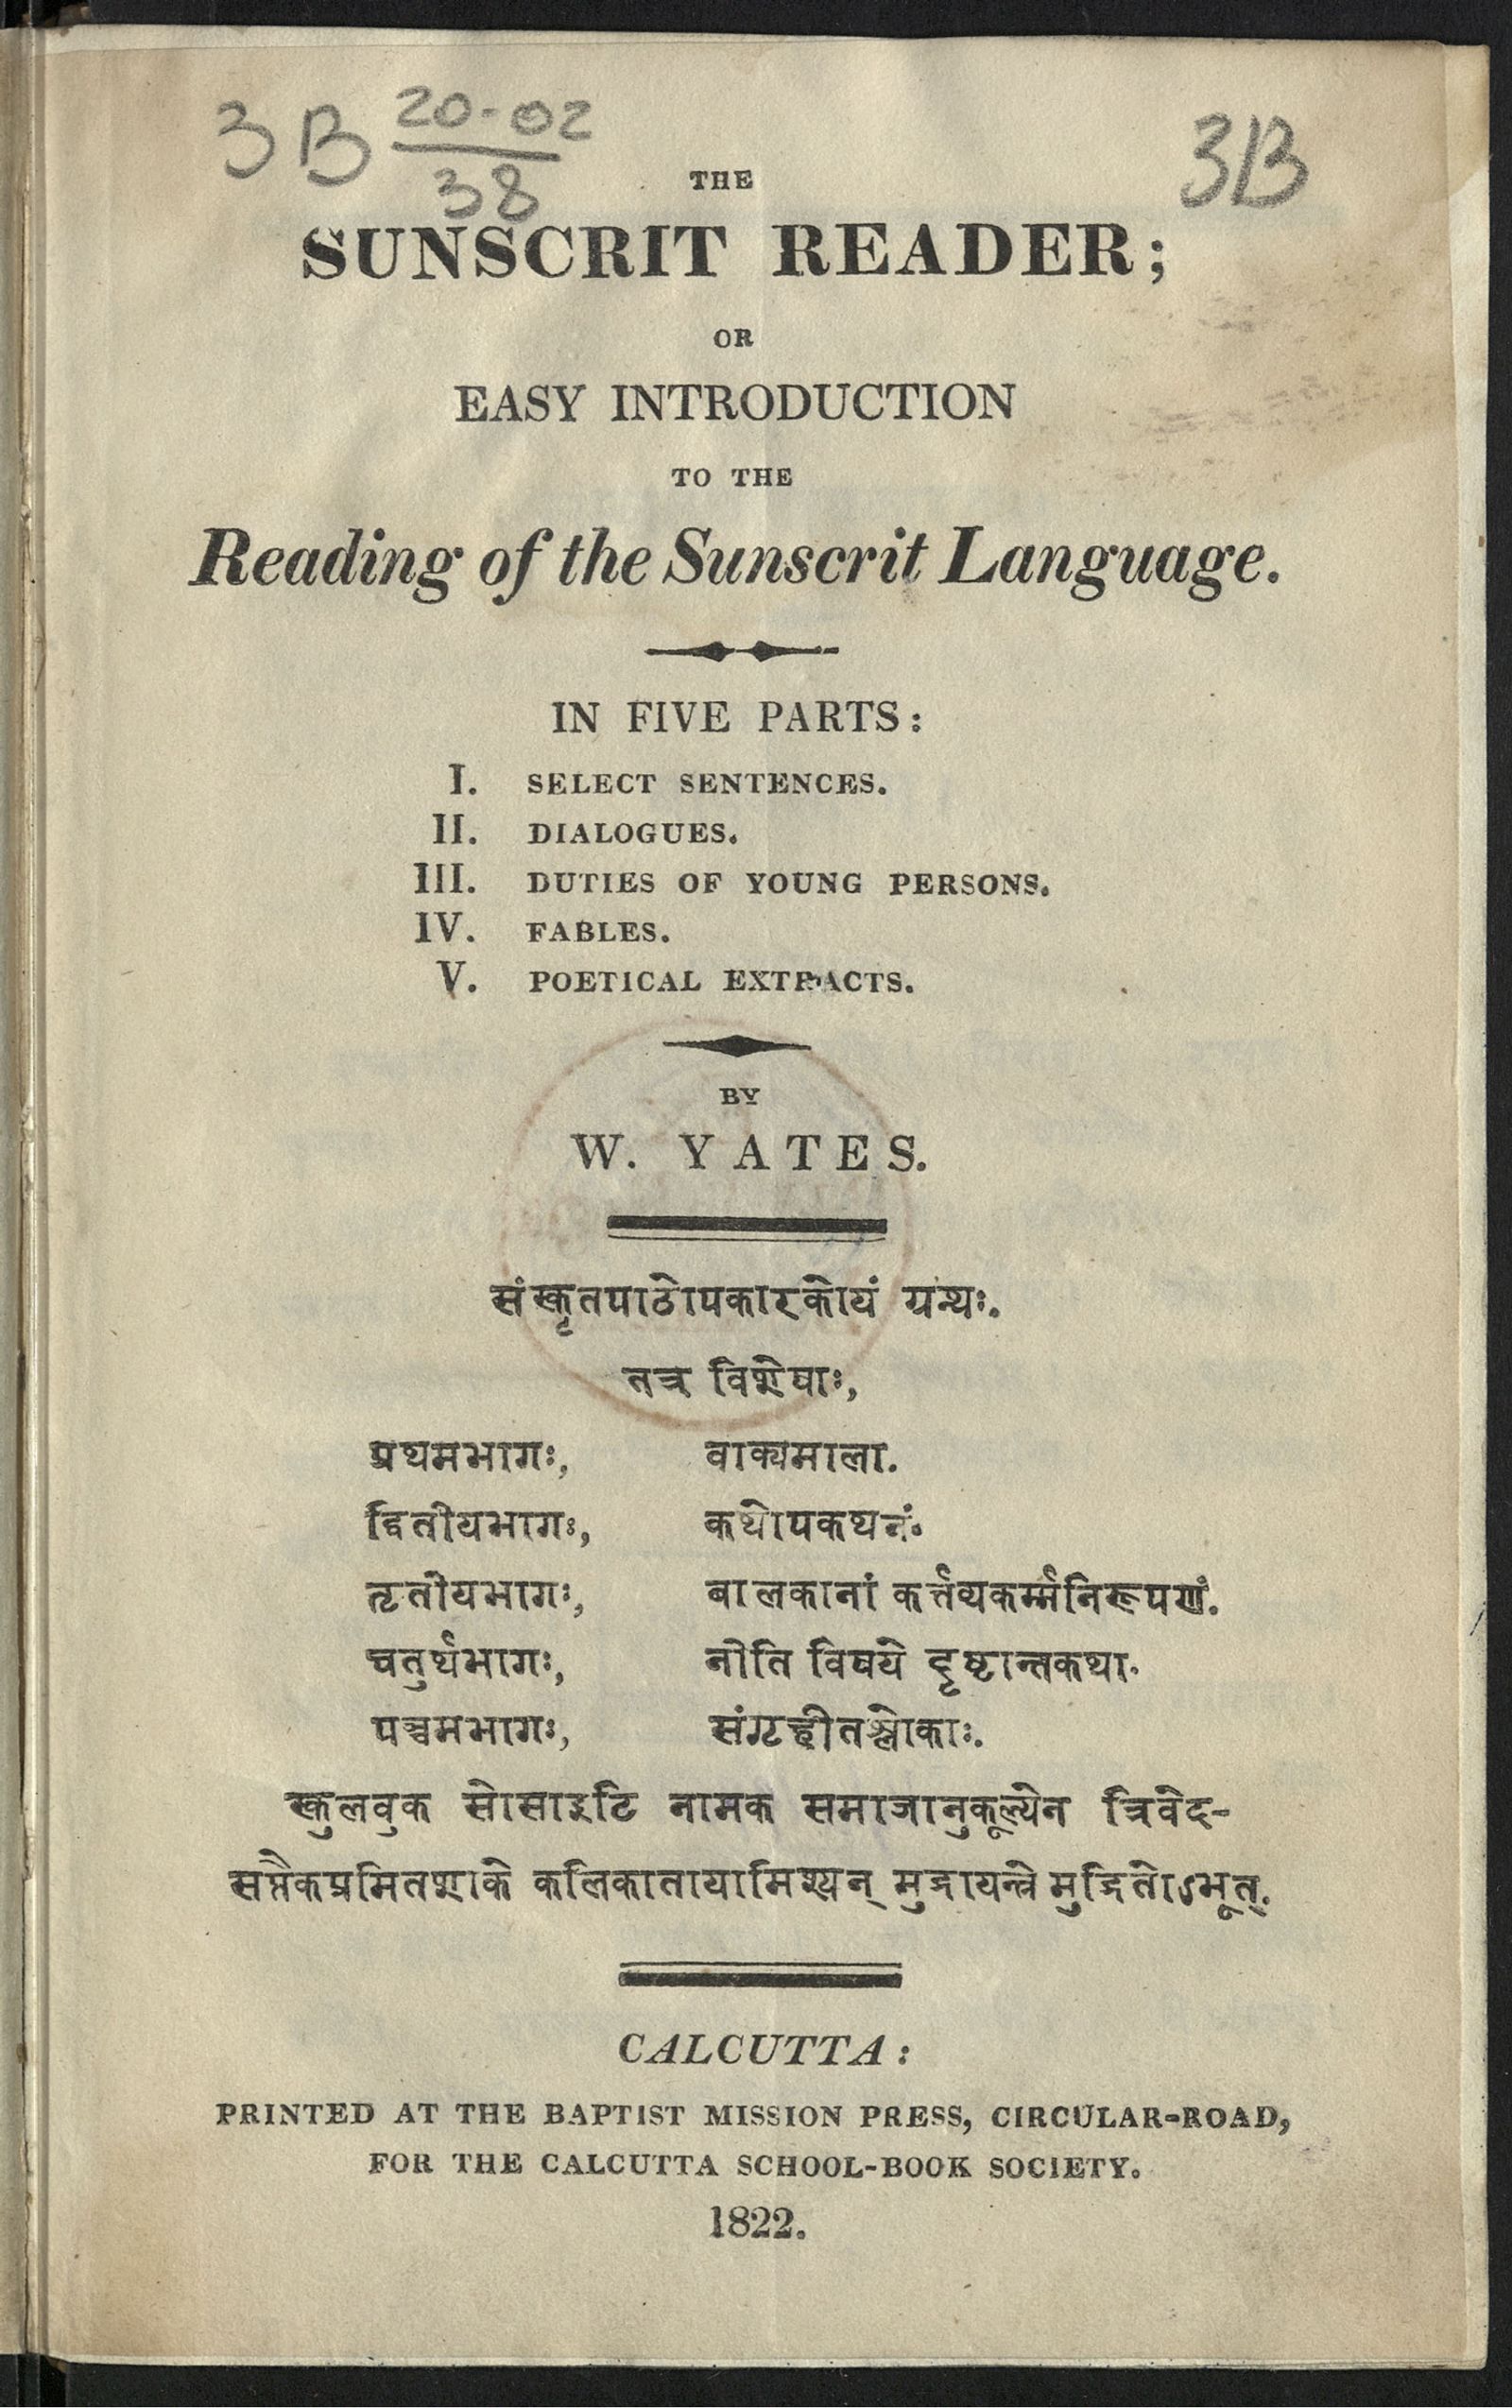 3B 20-02
38
3B
THE
SUNSCRIT READER;
OR
EASY INTRODUCTION
TO THE
Reading of the Sunscrit Language.
IN FIVE PARTS:
I. SELECT SENTENCES.
II. DIALOGUES.
III. DUTIES OF YOUNG PERSONS.
IV. FABLES.
V. POETICAL EXTRACTS.
BY
W. YATES.
संस्कृतपाठोपकारकोयं ग्रन्थः.
तत्र विशेषाः,
प्रथमभागः, वाक्यमाला.
द्वितीयभागः, कथोपकथनं.
तृतीयभागः, बालकानां कर्त्तव्यकर्म्मनिरूपणं.
चतुर्थभागः, नीति विषये दृष्टान्तकथा.
पञ्चमभागः, संगृहीतश्लोकाः.
स्कुलवुक सोसाइटि नामक समाजानुकूल्येन त्रिवेद-
सप्तैकप्रमितशाके कलिकातायामिश्यन् मुद्रायन्त्रे मुद्रितोऽभूत्.
CALCUTTA:
PRINTED AT THE BAPTIST MISSION PRESS, CIRCULAR-ROAD,
FOR THE CALCUTTA SCHOOL-BOOK SOCIETY.
1822.